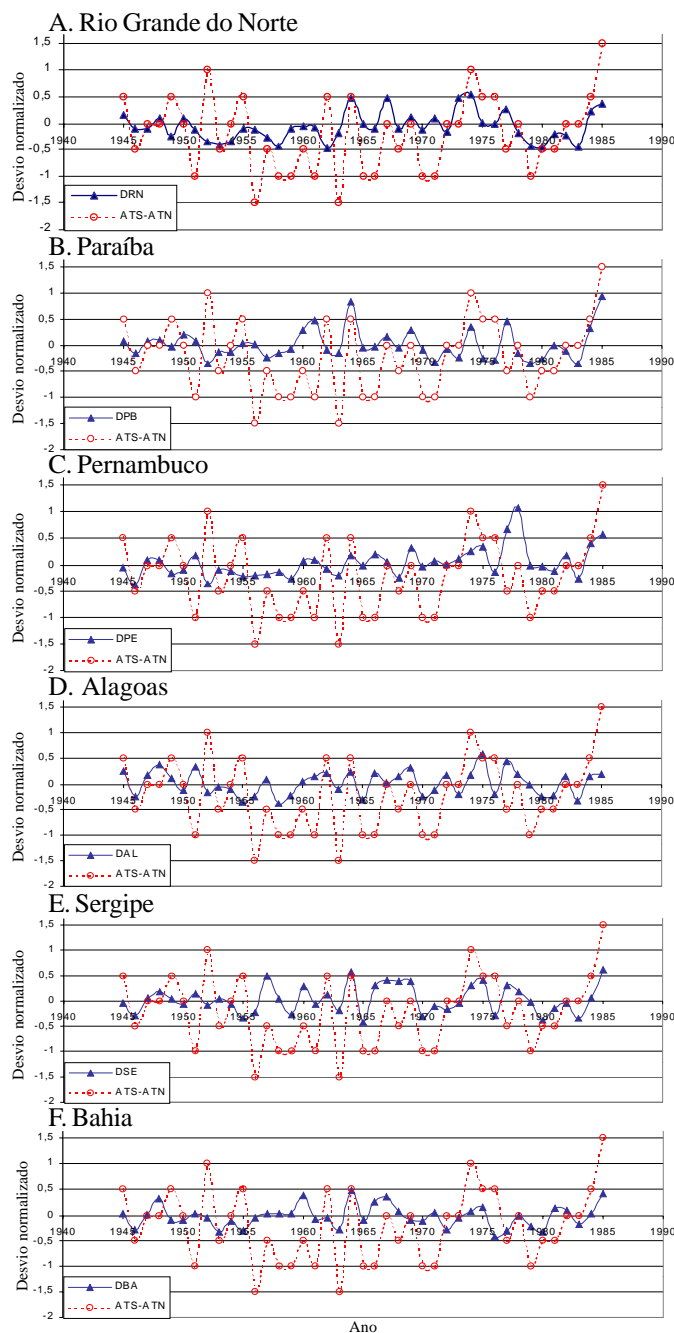 A. Rio Grande do Norte
Desvio normalizado
1,5
1
0,5
0
-0,5
-1
-1,5
-2
1940 1945 1950 1955 1960 1965 1970 1975 1980 1985 1990
DRN
ATS-ATN
B. Paraíba
Desvio normalizado
1,5
1
0,5
0
-0,5
-1
-1,5
-2
1940 1945 1950 1955 1960 1965 1970 1975 1980 1985 1990
DPB
ATS-ATN
C. Pernambuco
Desvio normalizado
1,5
1
0,5
0
-0,5
-1
-1,5
-2
1940 1945 1950 1955 1960 1965 1970 1975 1980 1985 1990
DPE
ATS-ATN
D. Alagoas
Desvio normalizado
1,5
1
0,5
0
-0,5
-1
-1,5
-2
1940 1945 1950 1955 1960 1965 1970 1975 1980 1985 1990
DAL
ATS-ATN
E. Sergipe
Desvio normalizado
1,5
1
0,5
0
-0,5
-1
-1,5
-2
1940 1945 1950 1955 1960 1965 1970 1975 1980 1985 1990
DSE
ATS-ATN
F. Bahia
Desvio normalizado
1,5
1
0,5
0
-0,5
-1
-1,5
-2
1940 1945 1950 1955 1960 1965 1970 1975 1980 1985 1990
DBA
ATS-ATN
Ano